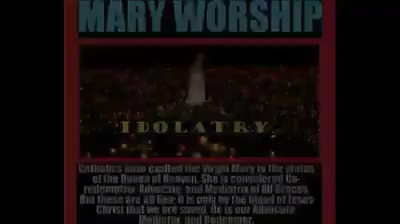 MARY WORSHIP
IDOLATRY
Catholics have exalted the Virgin Mary to the status
of the Queen of Heaven. She is considered Co-
redemptrix, Advocate, and Mediatrix of All Graces.
But these are all lies. It is only by the blood of Jesus
Christ that we are saved. He is our Advocate
Mediator, and Redeemer.